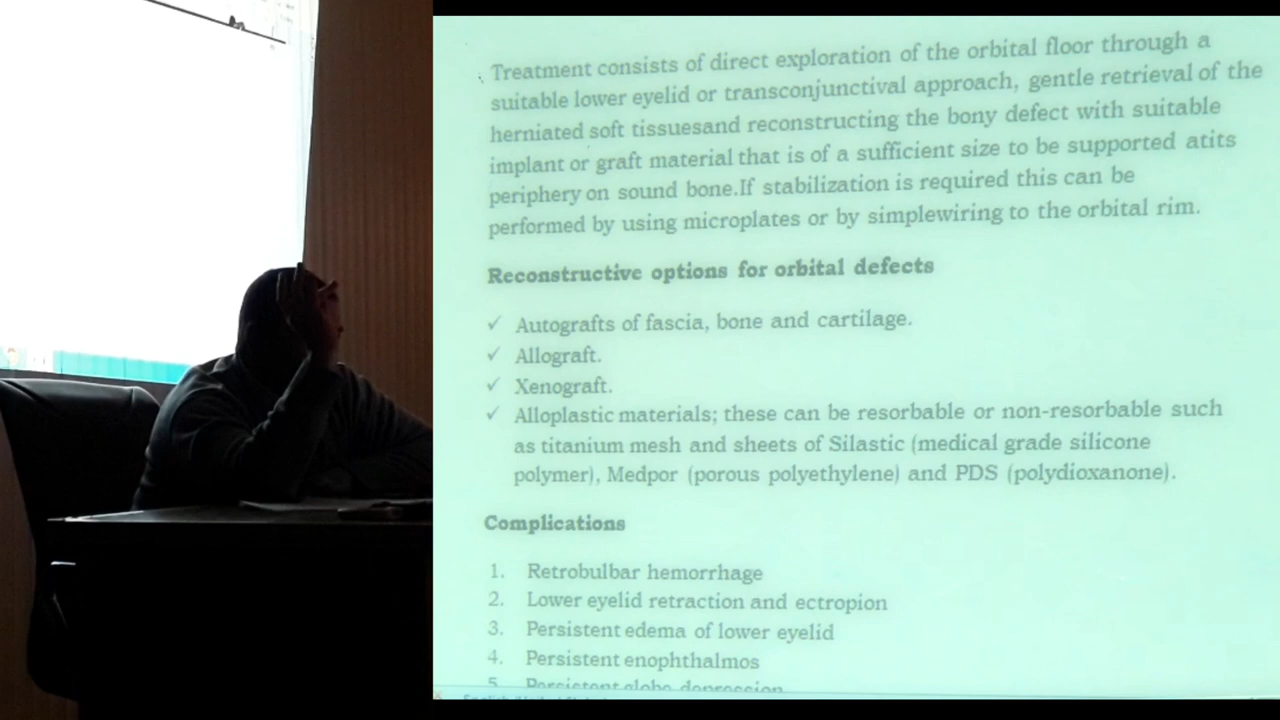 Treatment consists of direct exploration of the orbital floor through a
suitable lower eyelid or transconjunctival approach, gentle retrieval of the
herniated soft tissuesand reconstructing the bony defect with suitable
implant or graft material that is of a sufficient size to be supported atits
periphery on sound bone.If stabilization is required this can be
performed by using microplates or by simplewiring to the orbital rim.
Reconstructive options for orbital defects
✓ Autografts of fascia, bone and cartilage.
✓ Allograft.
✓ Xenograft.
✓ Alloplastic materials; these can be resorbable or non-resorbable such
as titanium mesh and sheets of Silastic (medical grade silicone
polymer), Medpor (porous polyethylene) and PDS (polydioxanone).
Complications
1. Retrobulbar hemorrhage
2. Lower eyelid retraction and ectropion
3. Persistent edema of lower eyelid
4. Persistent enophthalmos
5. Persistent globe depression